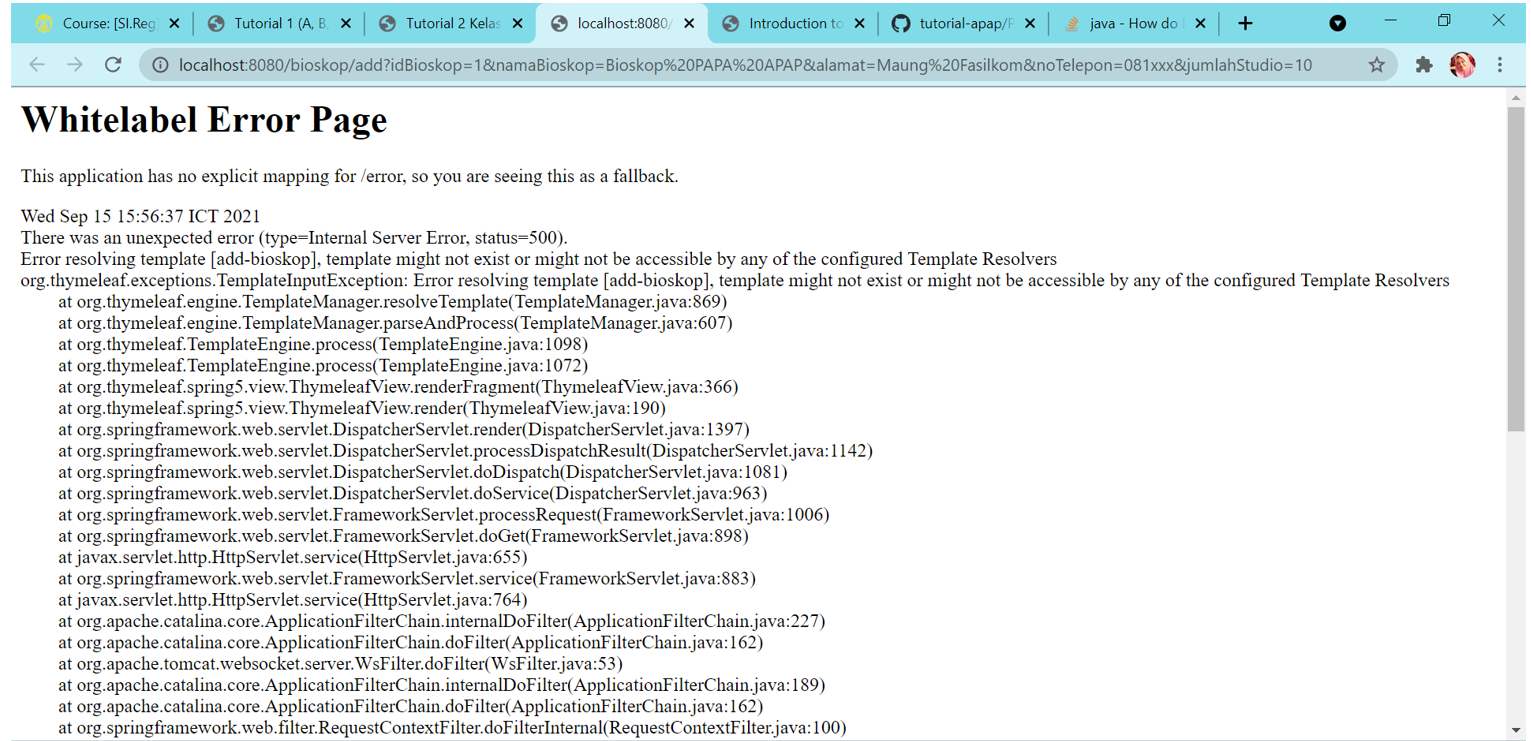 Course: [SI.Reg]
Tutorial 1 (A, B,
Tutorial 2 Kelas
localhost:8080/
Introduction to
tutorial-apap/P
java - How do I
localhost:8080/bioskop/add?idBioskop=1&namaBioskop=Bioskop%20PAPA%20APAP&alamat=Maung%20Fasilkom&noTelepon=081xxx&jumlahStudio=10
Whitelabel Error Page
This application has no explicit mapping for /error, so you are seeing this as a fallback.
Wed Sep 15 15:56:37 ICT 2021
There was an unexpected error (type=Internal Server Error, status=500).
Error resolving template [add-bioskop], template might not exist or might not be accessible by any of the configured Template Resolvers
org.thymeleaf.exceptions.TemplateInputException: Error resolving template [add-bioskop], template might not exist or might not be accessible by any of the configured Template Resolvers
at org.thymeleaf.engine.TemplateManager.resolveTemplate(TemplateManager.java:869)
at org.thymeleaf.engine.TemplateManager.parseAndProcess(TemplateManager.java:607)
at org.thymeleaf.TemplateEngine.process(TemplateEngine.java:1098)
at org.thymeleaf.TemplateEngine.process(TemplateEngine.java:1072)
at org.thymeleaf.spring5.view.ThymeleafView.renderFragment(ThymeleafView.java:366)
at org.thymeleaf.spring5.view.ThymeleafView.render(ThymeleafView.java:190)
at org.springframework.web.servlet.DispatcherServlet.render(DispatcherServlet.java:1397)
at org.springframework.web.servlet.DispatcherServlet.processDispatchResult(DispatcherServlet.java:1142)
at org.springframework.web.servlet.DispatcherServlet.doDispatch(DispatcherServlet.java:1081)
at org.springframework.web.servlet.DispatcherServlet.doService(DispatcherServlet.java:963)
at org.springframework.web.servlet.FrameworkServlet.processRequest(FrameworkServlet.java:1006)
at org.springframework.web.servlet.FrameworkServlet.doGet(FrameworkServlet.java:898)
at javax.servlet.http.HttpServlet.service(HttpServlet.java:655)
at org.springframework.web.servlet.FrameworkServlet.service(FrameworkServlet.java:883)
at javax.servlet.http.HttpServlet.service(HttpServlet.java:764)
at org.apache.catalina.core.ApplicationFilterChain.internalDoFilter(ApplicationFilterChain.java:227)
at org.apache.catalina.core.ApplicationFilterChain.doFilter(ApplicationFilterChain.java:162)
at org.apache.tomcat.websocket.server.WsFilter.doFilter(WsFilter.java:53)
at org.apache.catalina.core.ApplicationFilterChain.internalDoFilter(ApplicationFilterChain.java:189)
at org.apache.catalina.core.ApplicationFilterChain.doFilter(ApplicationFilterChain.java:162)
at org.springframework.web.filter.RequestContextFilter.doFilterInternal(RequestContextFilter.java:100)